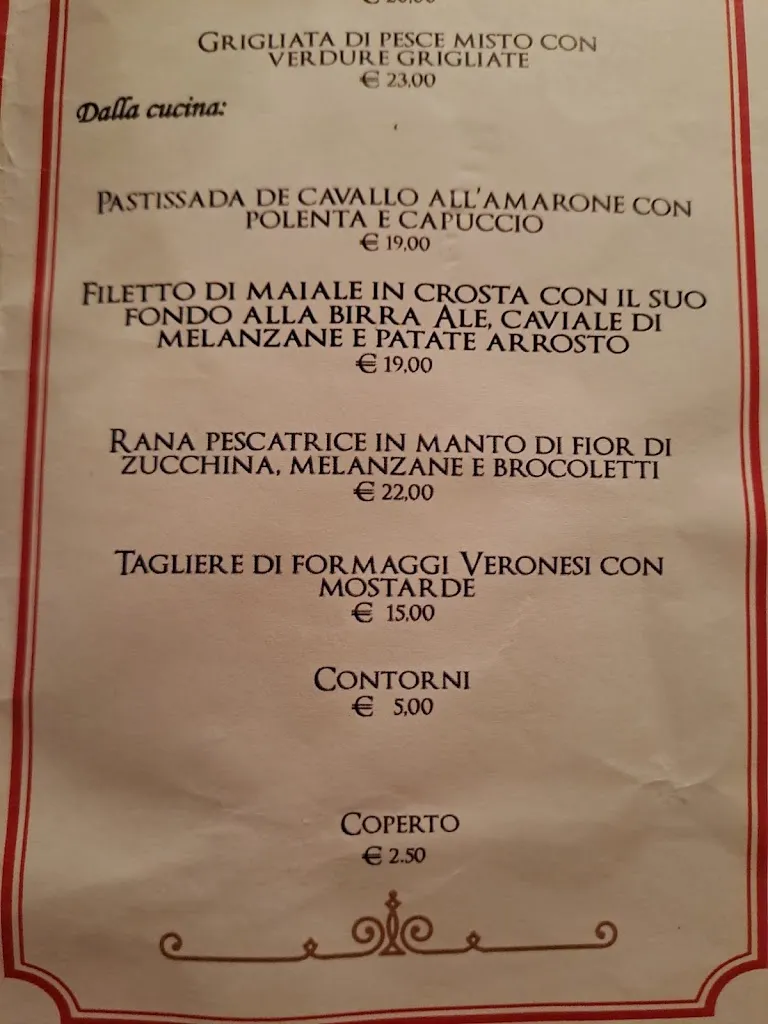 Grigliata di pesce misto con
verdure grigliate
€ 23,00
Dalla cucina:
Pastissada de cavallo all'amarone con
polenta e capuccio
€ 19,00
Filetto di maiale in crosta con il suo
fondo alla birra Ale, caviale di
melanzane e patate arrosto
€ 19,00
Rana pescatrice in manto di fior di
zucchina, melanzane e brocoletti
€ 22,00
Tagliere di formaggi Veronesi con
mostarde
€ 15,00
Contorni
€ 5,00
Coperto
€ 2.50